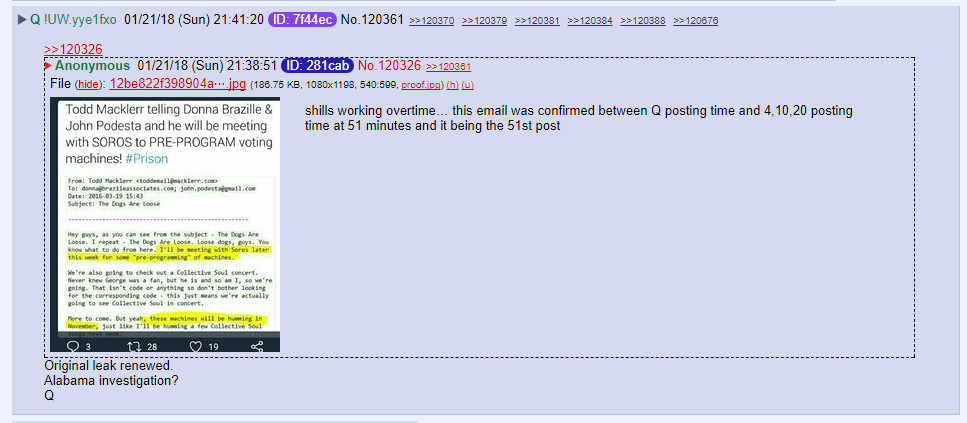 Q !UW.yye1fxo 01/21/18 (Sun) 21:41:20 ID: 7f44ec No.120361 >>120370 >>120379 >>120381 >>120384 >>120388 >>120676
>>120326
Anonymous 01/21/18 (Sun) 21:38:51 ID: 281cab No.120326 >>120361
File (hide): 12be822f398904a⋯.jpg (186.75 KB, 1080x1198, 540:599, proof.jpg) (h) (u)
Todd Macklerr telling Donna Brazille &
John Podesta and he will be meeting
with SOROS to PRE-PROGRAM voting
machines! #Prison
From: Todd Macklerr <toddemail@macklerr.com>
To: donna@brazileassociates.com; john.podesta@gmail.com
Date: 2016-03-19 15:43
Subject: The Dogs Are Loose
Hey guys, as you can see from the subject - The Dogs Are
Loose. I repeat - The Dogs Are Loose. Loose dogs, guys. You
know what to do from here. I'll be meeting with Soros later
this week for some "pre-programming" of machines.
We're also going to check out a Collective Soul concert.
Never knew George was a fan, but he is and so am I, so we're
going. That isn't code or anything so don't bother looking
for the corresponding code - this just means we're actually
going to see Collective Soul in concert.
More to come. But yeah, these machines will be humming in
November, just like I'll be humming a few Collective Soul
3 28 19
shills working overtime... this email was confirmed between Q posting time and 4,10,20 posting
time at 51 minutes and it being the 51st post
Original leak renewed.
Alabama investigation?
Q